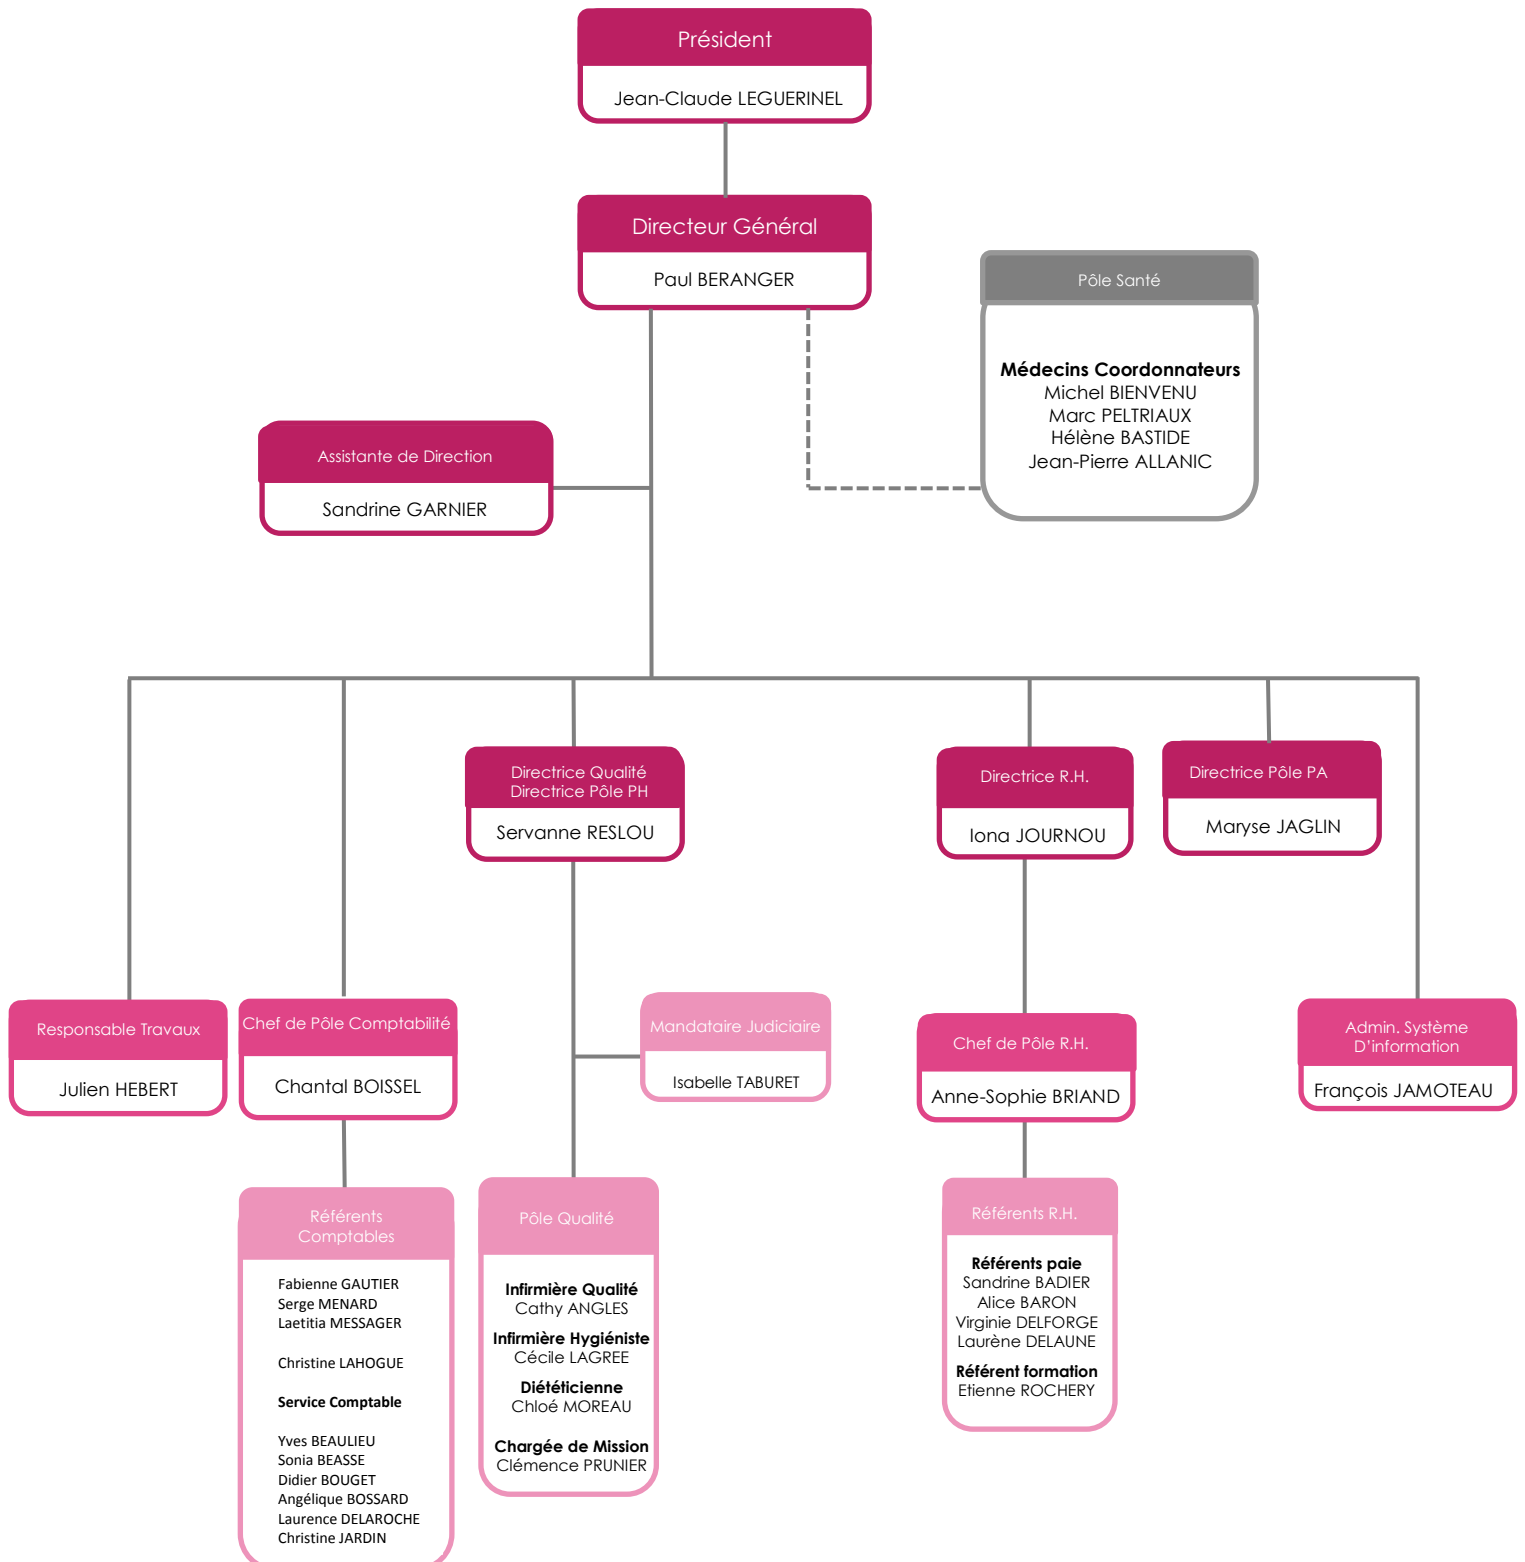 Président
Jean-Claude LEGUERINEL
Directeur Général
Paul BERANGER
Pôle Santé
Médecins Coordonnateurs
Michel BIENVENU
Marc PELTRIAUX
Hélène BASTIDE
Jean-Pierre ALLANIC
Assistante de Direction
Sandrine GARNIER
Directrice Qualité
Directrice Pôle PH
Servanne RESLOU
Directrice R.H.
Iona JOURNOU
Directrice Pôle PA
Maryse JAGLIN
Responsable Travaux
Julien HEBERT
Chef de Pôle Comptabilité
Chantal BOISSEL
Mandataire Judiciaire
Isabelle TABURET
Chef de Pôle R.H.
Anne-Sophie BRIAND
Admin. Système
D'information
François JAMOTEAU
Référents
Comptables
Fabienne GAUTIER
Serge MENARD
Laetitia MESSAGER
Christine LAHOGUE
Service Comptable
Yves BEAULIEU
Sonia BEASSE
Didier BOUGET
Angélique BOSSARD
Laurence DELAROCHE
Christine JARDIN
Pôle Qualité
Infirmière Qualité
Cathy ANGLES
Infirmière Hygiéniste
Cécile LAGREE
Diététicienne
Chloé MOREAU
Chargée de Mission
Clémence PRUNIER
Référents R.H.
Référents paie
Sandrine BADIER
Alice BARON
Virginie DELFORGE
Laurène DELAUNE
Référent formation
Etienne ROCHERY